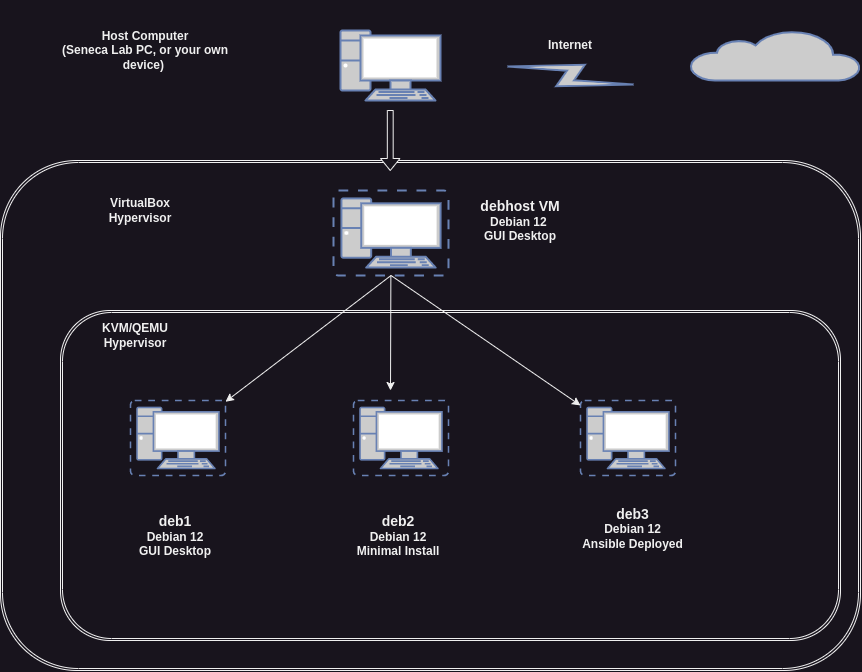 Host Computer
(Seneca Lab PC, or your own
device)
Internet
VirtualBox
Hypervisor
debhost VM
Debian 12
GUI Desktop
KVM/QEMU
Hypervisor
deb1
Debian 12
GUI Desktop
deb2
Debian 12
Minimal Install
deb3
Debian 12
Ansible Deployed